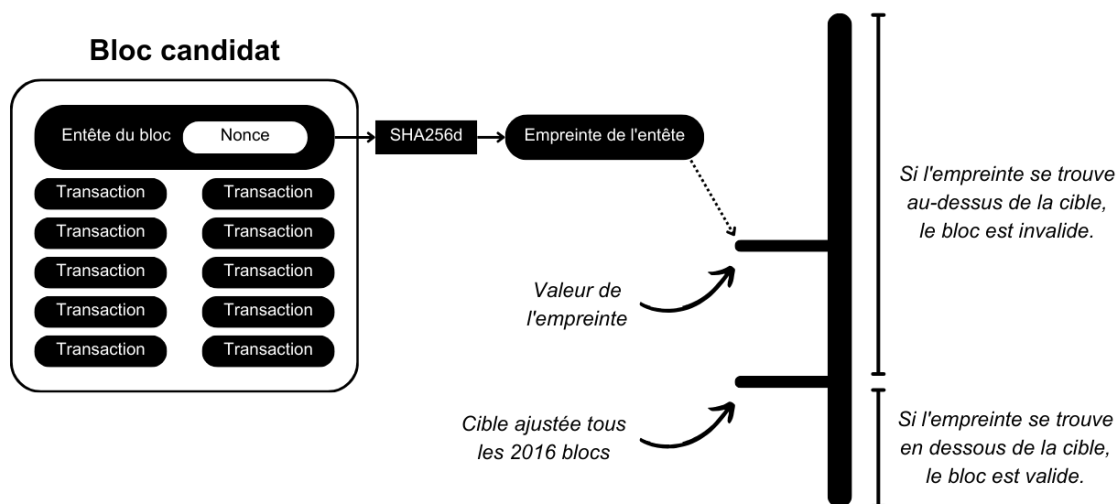 Bloc candidat
Entête du bloc
Nonce
SHA256d
Empreinte de l'entête
Transaction
Transaction
Transaction
Transaction
Transaction
Transaction
Transaction
Transaction
Transaction
Transaction
Valeur de
l'empreinte
Cible ajustée tous
les 2016 blocs
Si l'empreinte se trouve
au-dessus de la cible,
le bloc est invalide.
Si l'empreinte se trouve
en dessous de la cible,
le bloc est valide.